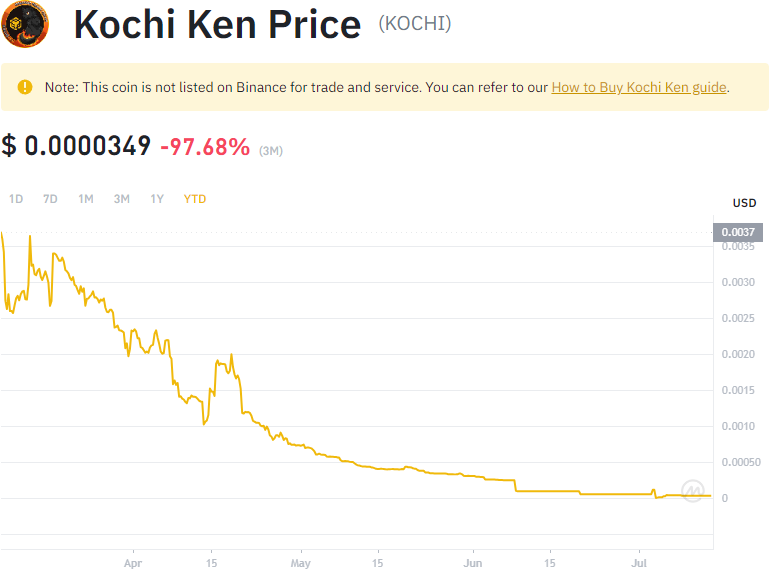 Kochi Ken Price (KOCHI)
Note: This coin is not listed on Binance for trade and service. You can refer to our How to Buy Kochi Ken guide.
$ 0.0000349 -97.68% (3M)
1D 7D 1M 3M 1Y YTD
USD
0.0037
0.0035
0.0030
0.0025
0.0020
0.0015
0.0010
0.00050
0
Apr 15 May 15 Jun 15 Jul